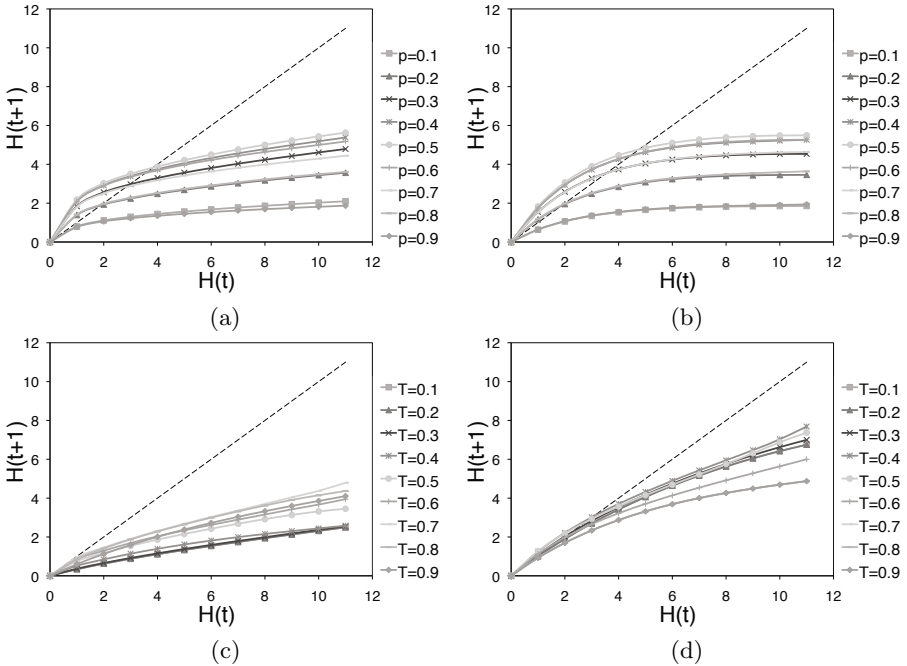 H(t+1)
12
10
8
6
4
2
0
0 2 4 6 8 10 12
H(t)
p=0.1
p=0.2
p=0.3
p=0.4
p=0.5
p=0.6
p=0.7
p=0.8
p=0.9
(a)
H(t+1)
12
10
8
6
4
2
0
0 2 4 6 8 10 12
H(t)
p=0.1
p=0.2
p=0.3
p=0.4
p=0.5
p=0.6
p=0.7
p=0.8
p=0.9
(b)
H(t+1)
12
10
8
6
4
2
0
0 2 4 6 8 10 12
H(t)
T=0.1
T=0.2
T=0.3
T=0.4
T=0.5
T=0.6
T=0.7
T=0.8
T=0.9
(c)
H(t+1)
12
10
8
6
4
2
0
0 2 4 6 8 10 12
H(t)
T=0.1
T=0.2
T=0.3
T=0.4
T=0.5
T=0.6
T=0.7
T=0.8
T=0.9
(d)